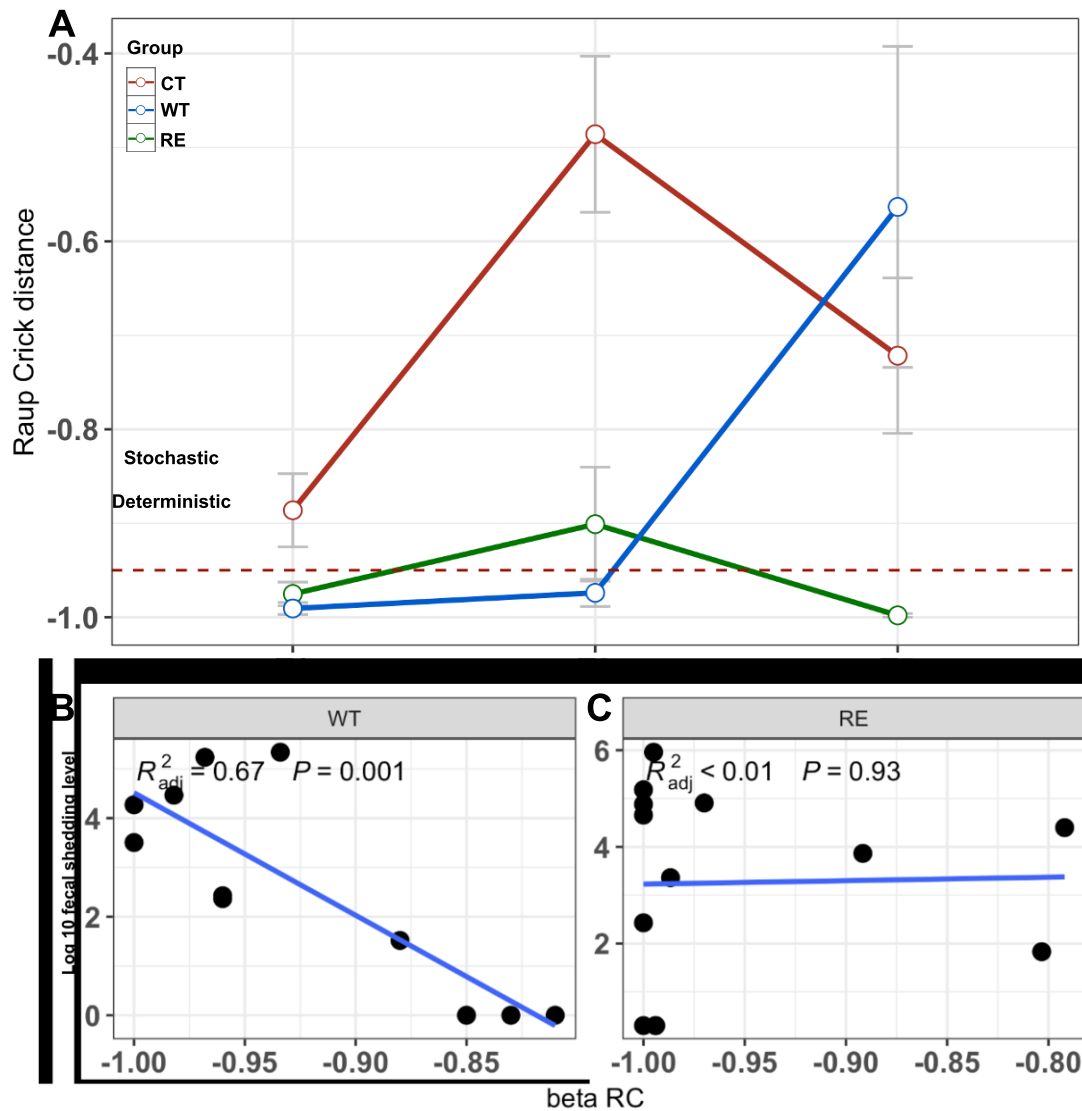 A
Group
CT
WT
RE
-0.4
-0.6
-0.8
-1.0
Raup Crick distance
Stochastic
Deterministic
B
WT
R²adj = 0.67 P = 0.001
Log 10 fecal shedding level
4
2
0
-1.00 -0.95 -0.90 -0.85
C
RE
R²adj < 0.01 P = 0.93
6
4
2
-1.00 -0.95 -0.90 -0.85 -0.80
beta RC